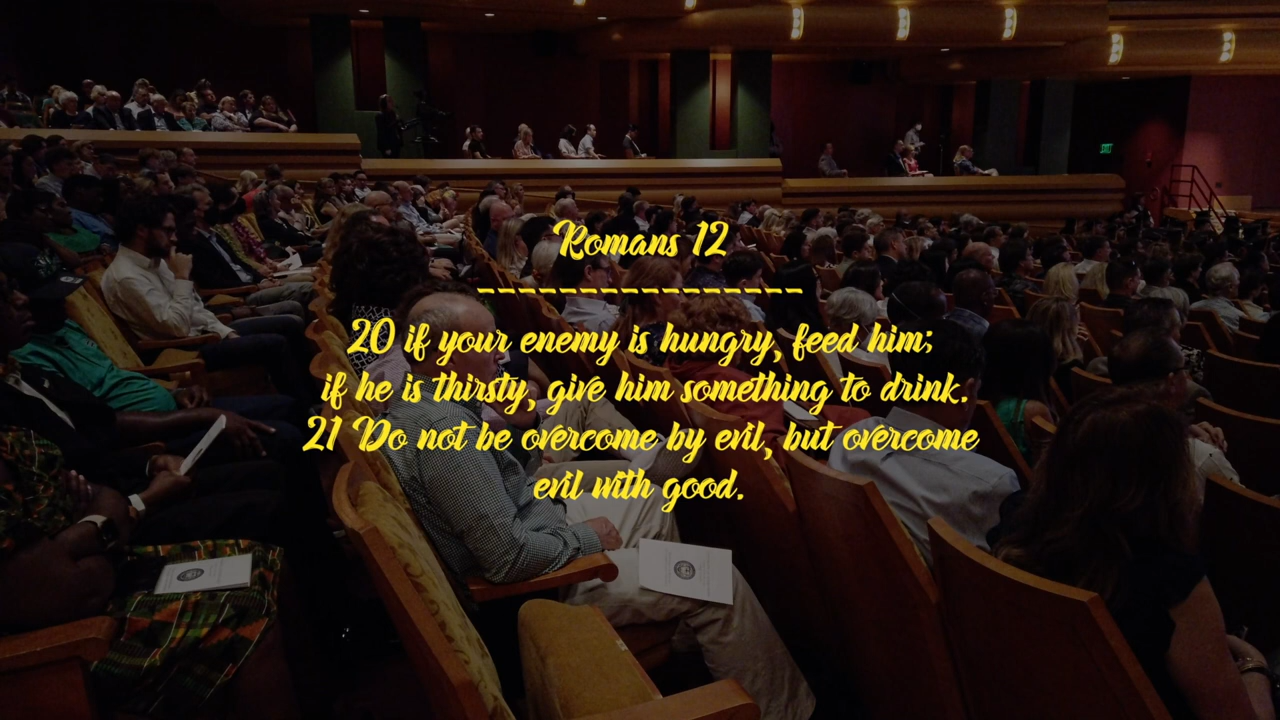 Romans 12
----------------
20 if your enemy is hungry, feed him;
if he is thirsty, give him something to drink.
21 Do not be overcome by evil, but overcome
evil with good.